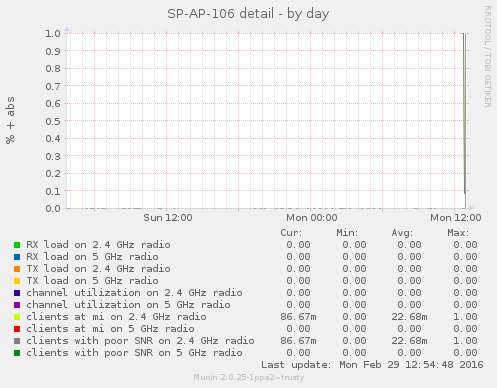 SP-AP-106 detail - by day
RRDTOOL / TOBI OETIKER
% + abs
1.0
0.9
0.8
0.7
0.6
0.5
0.4
0.3
0.2
0.1
0.0
Sun 12:00 Mon 00:00 Mon 12:00
Cur: Min: Avg: Max:
RX load on 2.4 GHz radio 0.00 0.00 0.00 0.00
RX load on 5 GHz radio 0.00 0.00 0.00 0.00
TX load on 2.4 GHz radio 0.00 0.00 0.00 0.00
TX load on 5 GHz radio 0.00 0.00 0.00 0.00
channel utilization on 2.4 GHz radio 0.00 0.00 0.00 0.00
channel utilization on 5 GHz radio 0.00 0.00 0.00 0.00
clients at mi on 2.4 GHz radio 86.67m 0.00 22.68m 1.00
clients at mi on 5 GHz radio 0.00 0.00 0.00 0.00
clients with poor SNR on 2.4 GHz radio 86.67m 0.00 22.68m 1.00
clients with poor SNR on 5 GHz radio 0.00 0.00 0.00 0.00
Last update: Mon Feb 29 12:54:48 2016
Munin 2.0.25-1ppa2~trusty